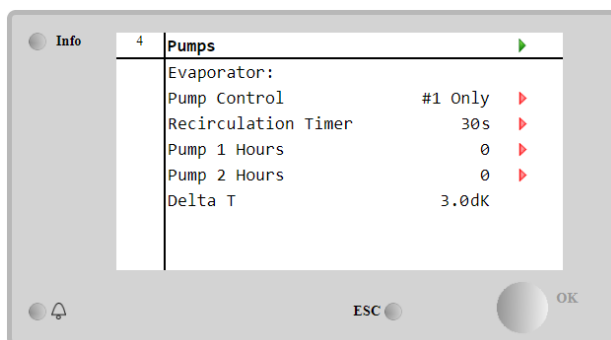 Info
4 Pumps
Evaporator:
Pump Control #1 Only
Recirculation Timer 30s
Pump 1 Hours 0
Pump 2 Hours 0
Delta T 3.0dK
ESC
OK